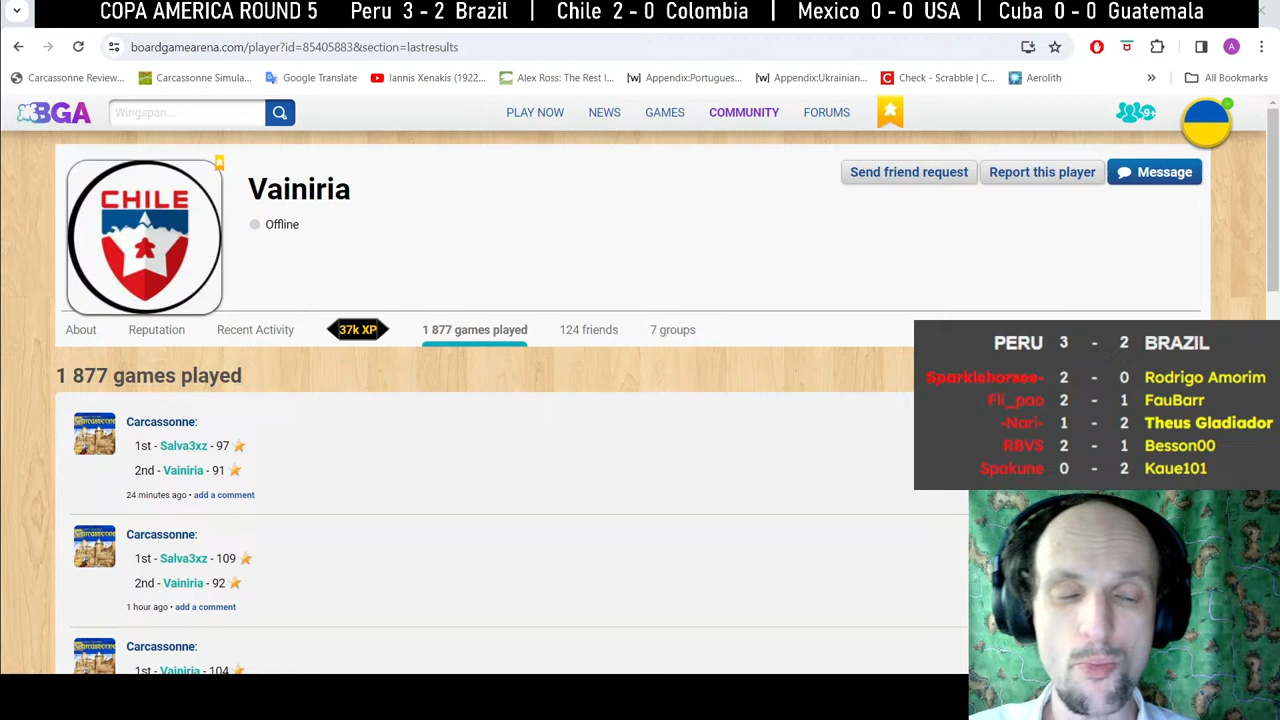 COPA AMERICA ROUND 5 Peru 3 - 2 Brazil | Chile 2 - 0 Colombia | Mexico 0 - 0 USA | Cuba 0 - 0 Guatemala
boardgamearena.com/player?id=85405883&section=lastresults
A
Carcassonne Review...
Carcassonne Simula...
Google Translate
Iannis Xenakis (1922...
Alex Ross: The Rest I...
[w] Appendix:Portugues...
[w] Appendix:Ukrainian...
C Check - Scrabble | C...
Aerolith
»
All Bookmarks
BGA
Wingspan...
PLAY NOW
NEWS
GAMES
COMMUNITY
FORUMS
9+
CHILE
Vainiria
Offline
Send friend request
Report this player
Message
About
Reputation
Recent Activity
37k XP
1 877 games played
124 friends
7 groups
1 877 games played
Carcassonne:
1st - Salva3xz - 97
2nd - Vainiria - 91
24 minutes ago • add a comment
Carcassonne:
1st - Salva3xz - 109
2nd - Vainiria - 92
1 hour ago • add a comment
Carcassonne:
1st - Vainiria - 104
PERU 3 - 2 BRAZIL
Sparklehorsee- 2 - 0 Rodrigo Amorim
Fli_pao 2 - 1 FauBarr
-Nari- 1 - 2 Theus Gladiador
RBVS 2 - 1 Besson00
Spakune 0 - 2 Kaue101